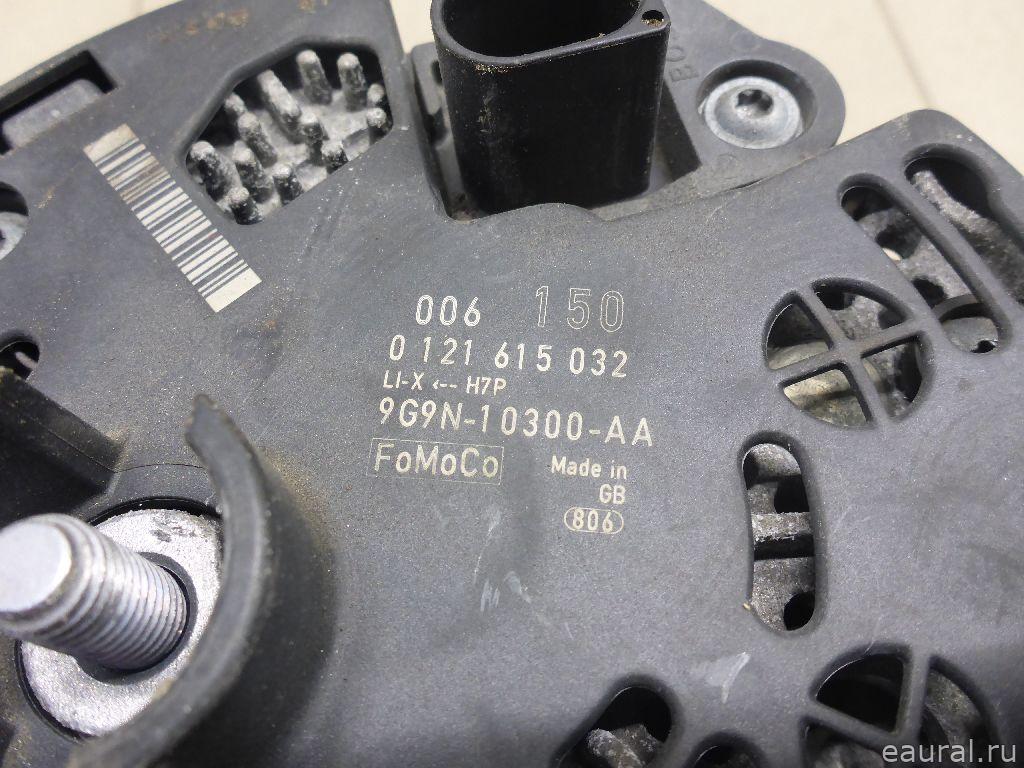 006 150
0 121 615 032
LI-X <-- H7P
9G9N-10300-AA
FoMoCo
Made in
GB
806
eaural.ru